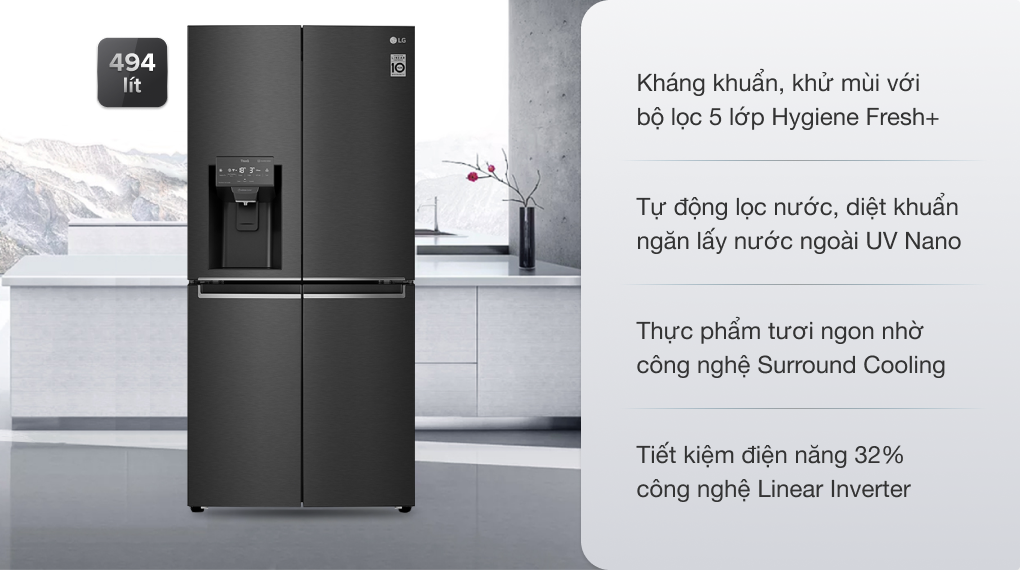 494
lít
LG
Kháng khuẩn, khử mùi với
bộ lọc 5 lớp Hygiene Fresh+
Tự động lọc nước, diệt khuẩn
ngăn lấy nước ngoài UV Nano
Thực phẩm tươi ngon nhờ
công nghệ Surround Cooling
Tiết kiệm điện năng 32%
công nghệ Linear Inverter